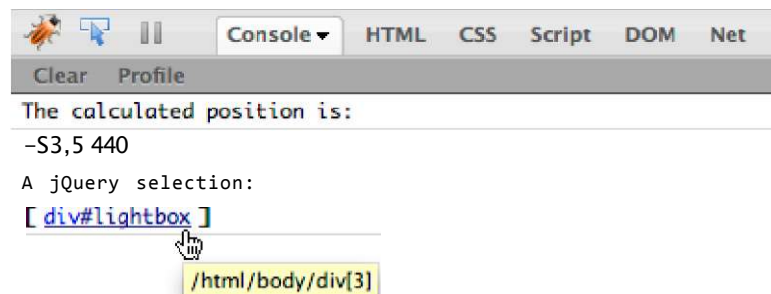 Console HTML CSS Script DOM Net
Clear Profile
The calculated position is:
-S3,5 440
A jQuery selection:
[ div#lightbox ]
/html/body/div[3]